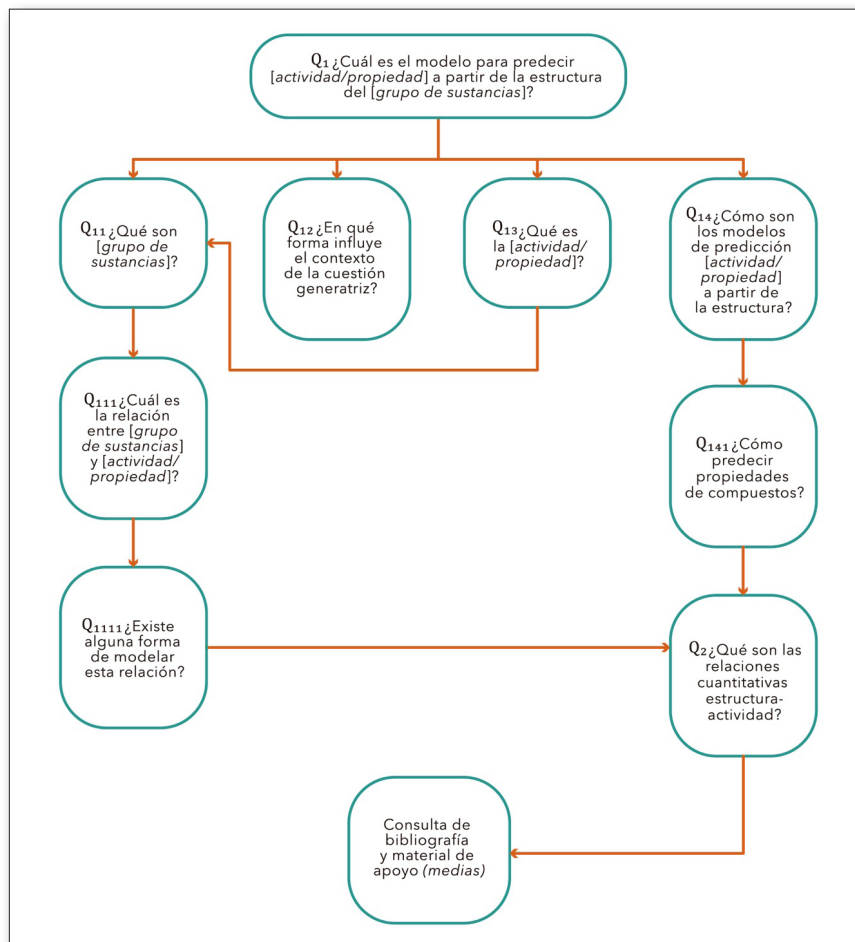 Q₁¿Cuál es el modelo para predecir
[actividad/propiedad] a partir de la estructura
del [grupo de sustancias]?
Q₁₁¿Qué son
[grupo de
sustancias]?
Q₁₂¿En qué
forma influye
el contexto
de la cuestión
generatriz?
Q₁₃¿Qué es
la [actividad/
propiedad]?
Q₁₄¿Cómo son
los modelos
de predicción
[actividad/
propiedad]
a partir de
la estructura?
Q₁₁₁¿Cuál es
la relación
entre [grupo
de sustancias]
y [actividad/
propiedad]?
Q₁₄₁¿Cómo
predecir
propiedades
de compuestos?
Q₁₁₁₁¿Existe
alguna forma
de modelar
esta relación?
Q₂¿Qué son las
relaciones
cuantitativas
estructura-
actividad?
Consulta de
bibliografía
y material de
apoyo (medias)